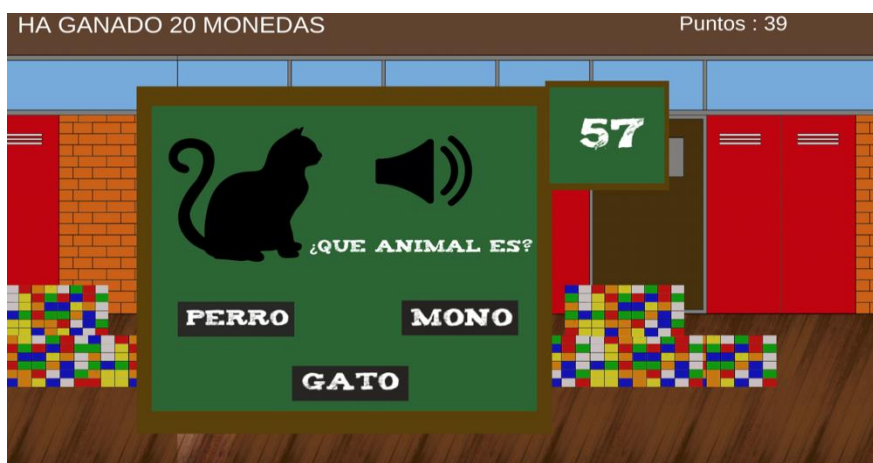 HA GANADO 20 MONEDAS
Puntos : 39
57
¿QUE ANIMAL ES?
PERRO
MONO
GATO